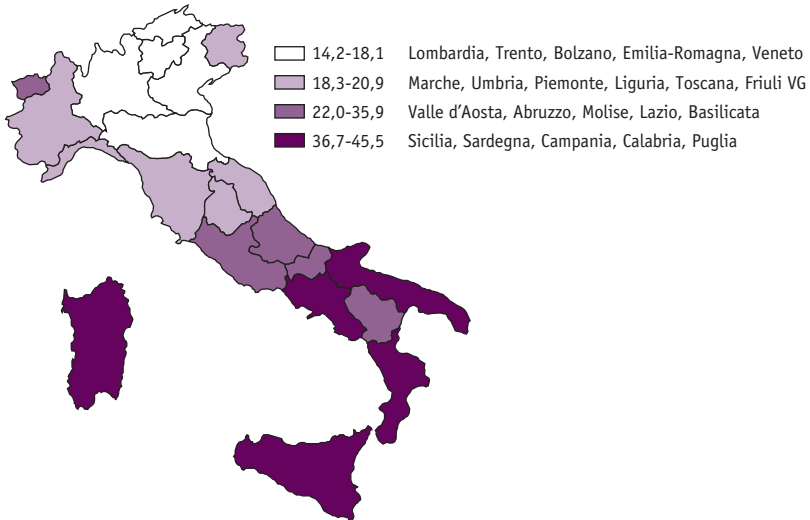 14,2-18,1 Lombardia, Trento, Bolzano, Emilia-Romagna, Veneto
18,3-20,9 Marche, Umbria, Piemonte, Liguria, Toscana, Friuli VG
22,0-35,9 Valle d'Aosta, Abruzzo, Molise, Lazio, Basilicata
36,7-45,5 Sicilia, Sardegna, Campania, Calabria, Puglia